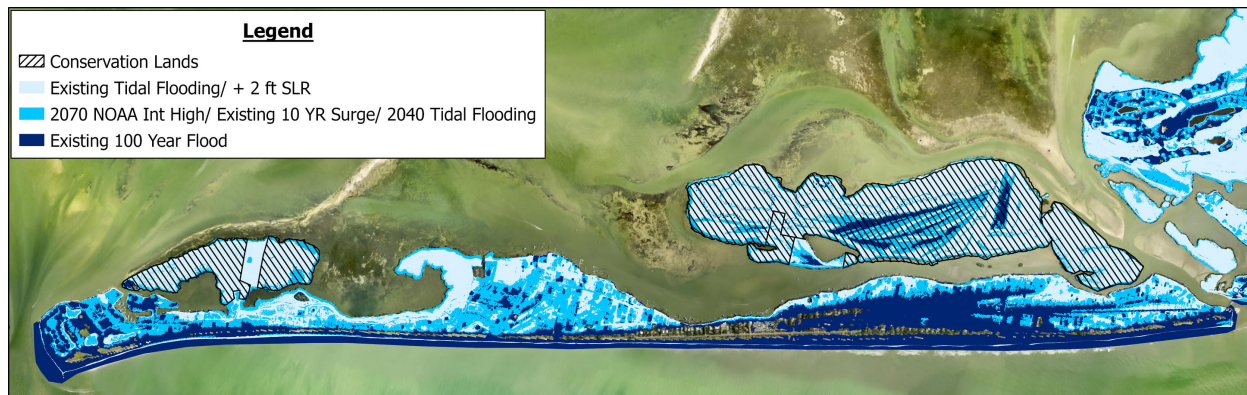 Legend
Conservation Lands
Existing Tidal Flooding/ + 2 ft SLR
2070 NOAA Int High/ Existing 10 YR Surge/ 2040 Tidal Flooding
Existing 100 Year Flood